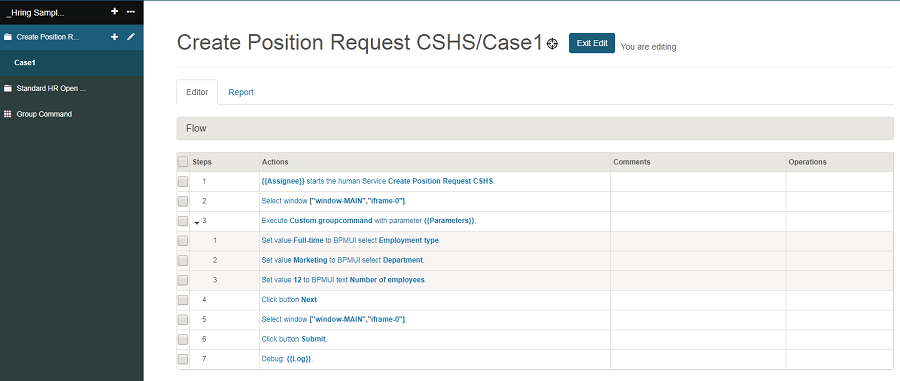 _Hring Sampl...
Create Position R...
Case1
Standard HR Open ...
Group Command
Create Position Request CSHS/Case1
Exit Edit
You are editing
Editor
Report
Flow
Steps Actions Comments Operations
1 {{Assignee}} starts the human Service Create Position Request CSHS.
2 Select window ["window-MAIN","iframe-0"].
3 Execute Custom groupcommand with parameter {{Parameters}}.
1 Set value Full-time to BPMUI select Employment type.
2 Set value Marketing to BPMUI select Department.
3 Set value 12 to BPMUI text Number of employees.
4 Click button Next.
5 Select window ["window-MAIN","iframe-0"].
6 Click button Submit.
7 Debug: {{Log}}.